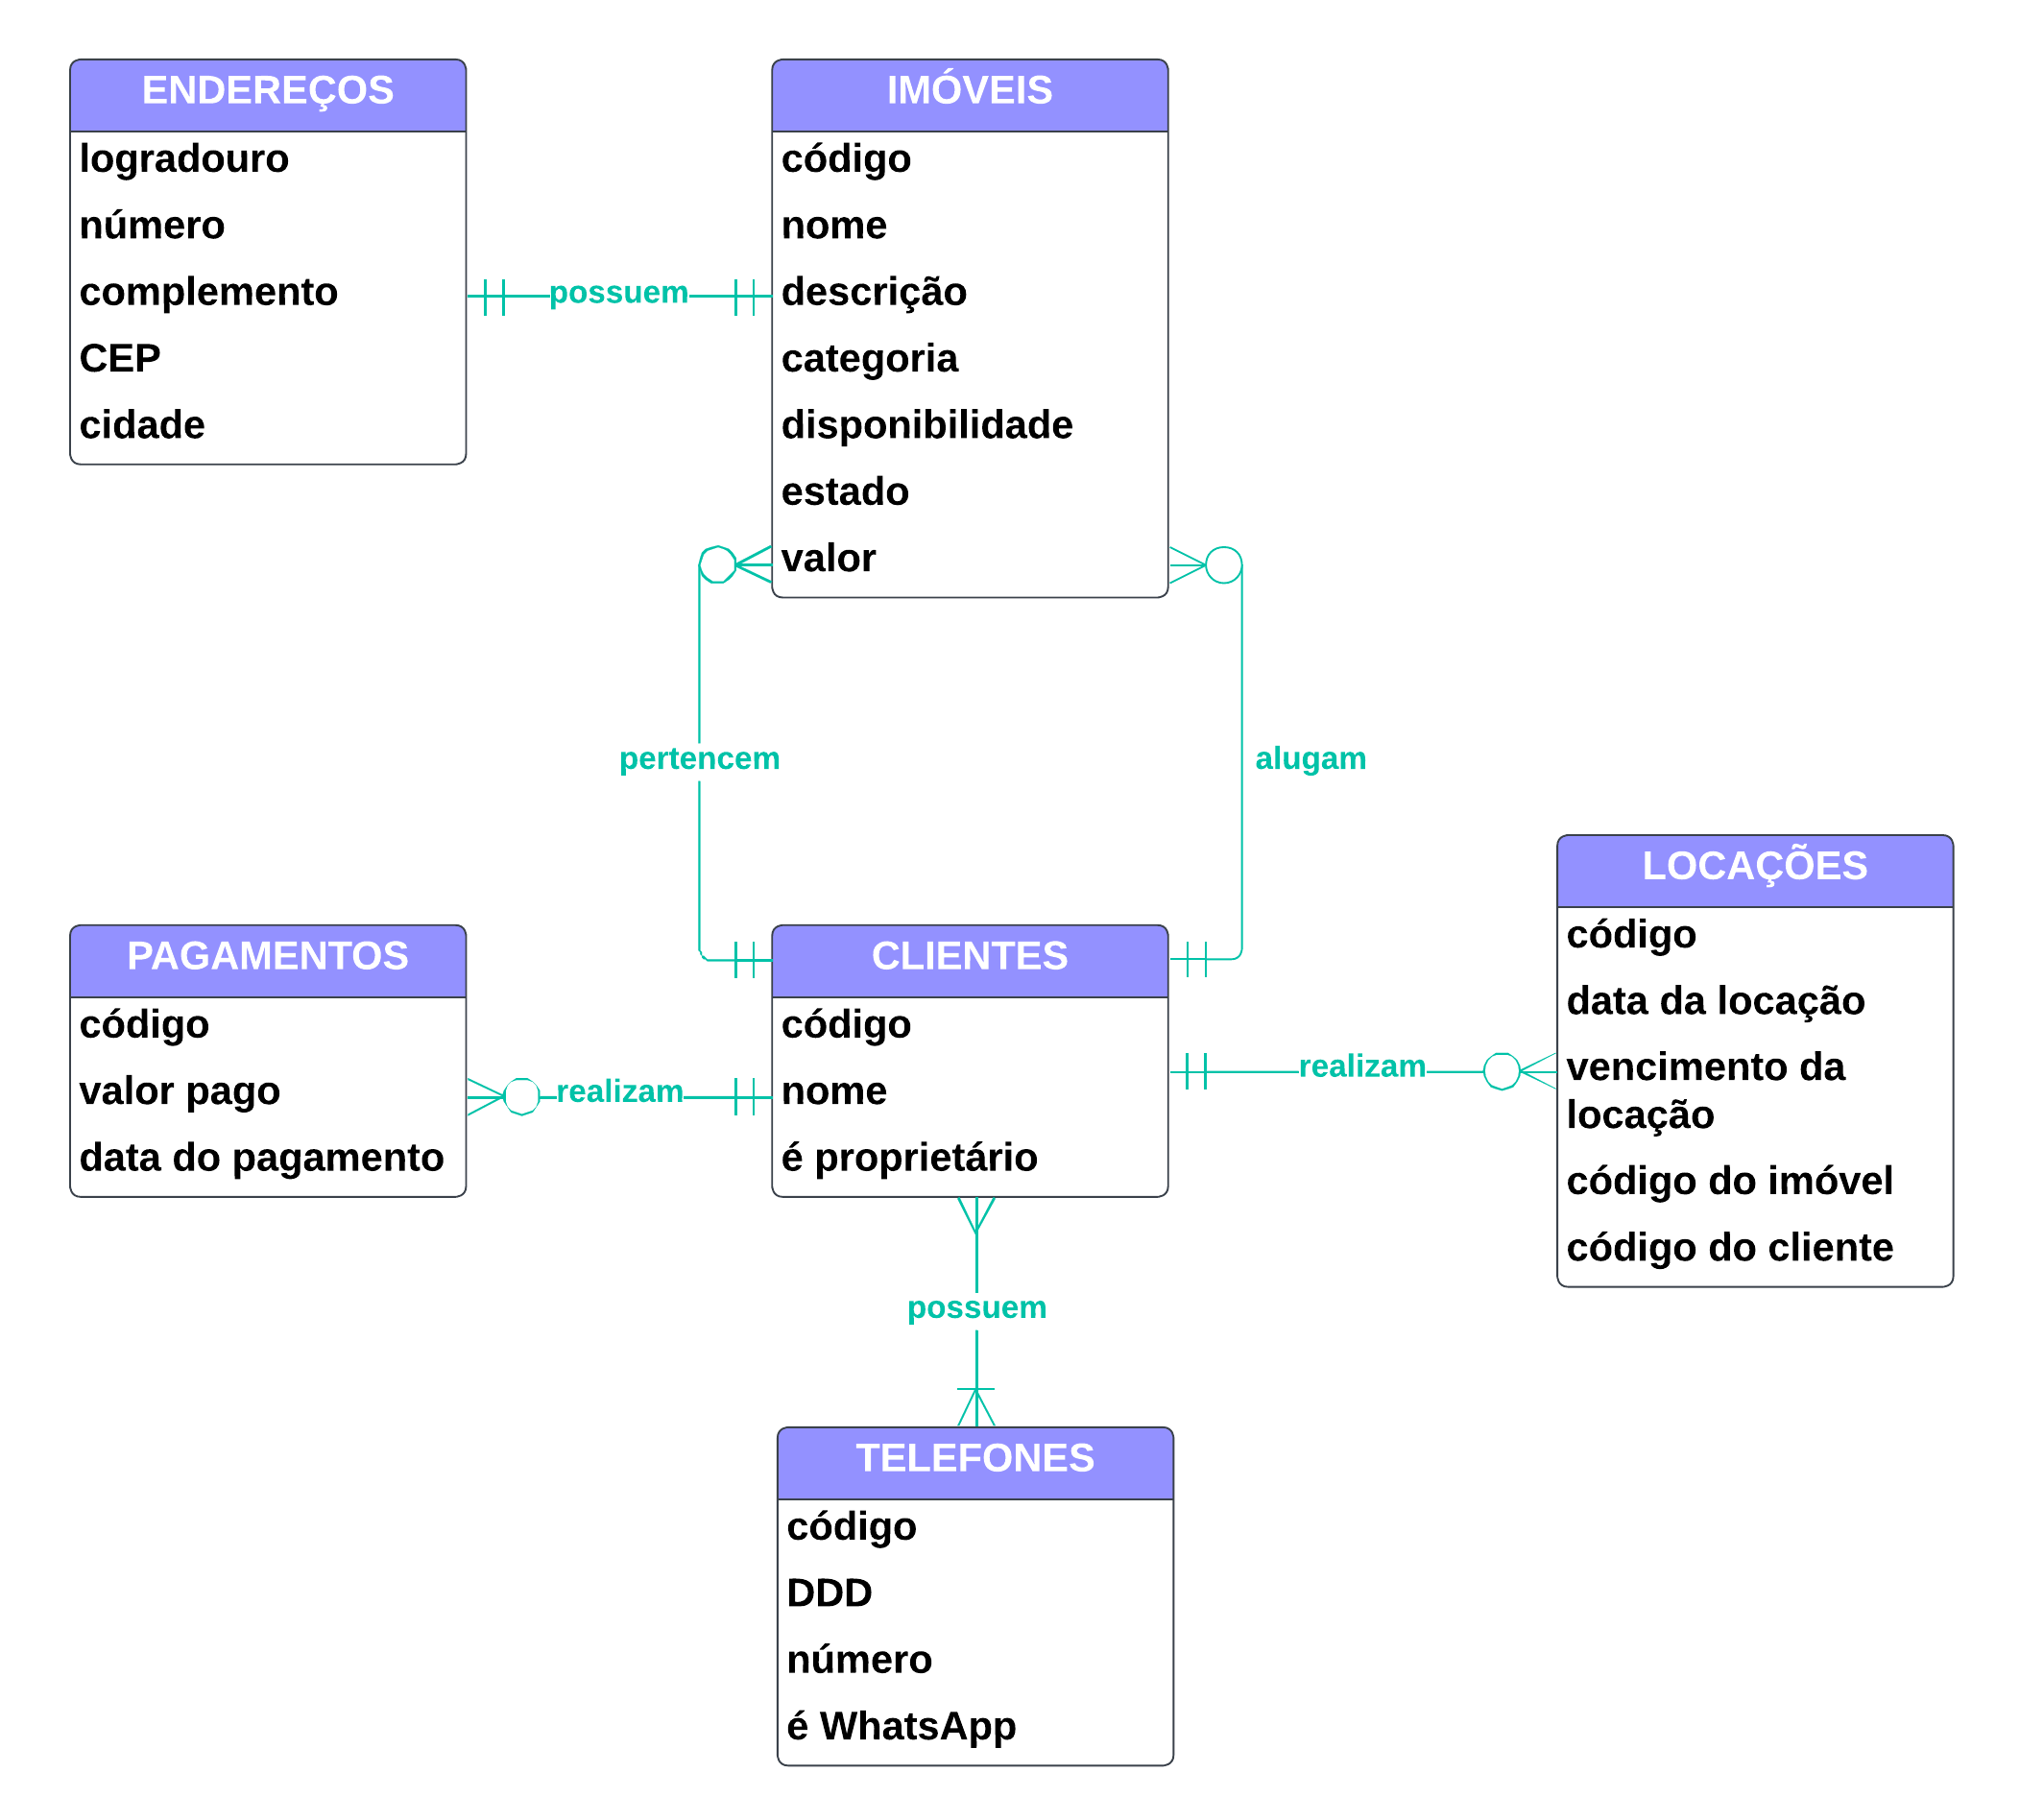 ENDEREÇOS
logradouro
número
complemento
CEP
cidade
possuem
IMÓVEIS
código
nome
descrição
categoria
disponibilidade
estado
valor
pertencem
alugam
PAGAMENTOS
código
valor pago
data do pagamento
realizam
CLIENTES
código
nome
é proprietário
realizam
LOCAÇÕES
código
data da locação
vencimento da
locação
código do imóvel
código do cliente
possuem
TELEFONES
código
DDD
número
é WhatsApp